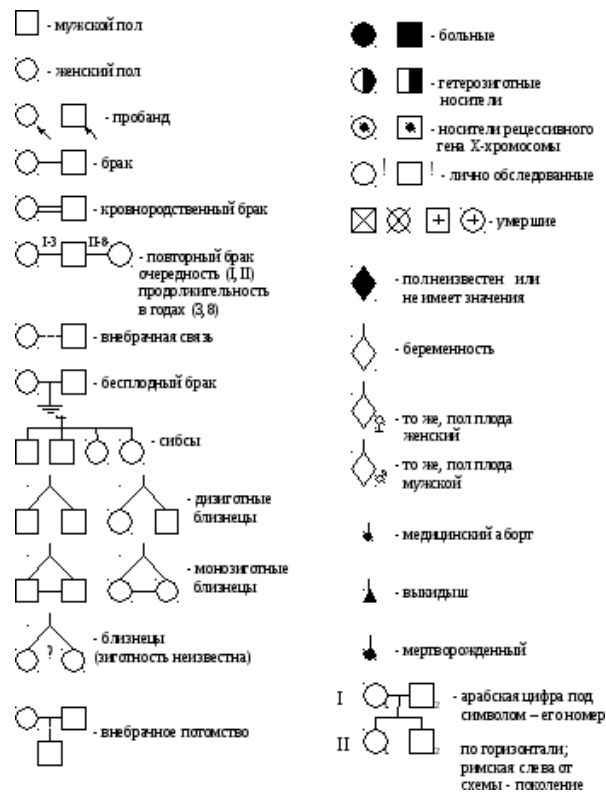 - мужской пол
- женский пол
- пробанд
- брак
- кровнородственный брак
I-3 II-8
- повторный брак
очередность (I, II)
продолжительность
в годах (3, 8)
- внебрачная связь
- бесплодный брак
- сибсы
- дизиготные
близнецы
- монозиготные
близнецы
?
- близнецы
(зиготность неизвестна)
- внебрачное потомство
- больные
- гетерозиготные
носители
- носители рецессивного
гена X-хромосомы
! ! - лично обследованные
- умершие
- пол неизвестен или
не имеет значения
- беременность
- то же, пол плода
женский
- то же, пол плода
мужской
- медицинский аборт
- выкидыш
- мертворожденный
I 2 - арабская цифра под
символом – его номер
II 2 по горизонтали;
римская слева от
схемы - поколение